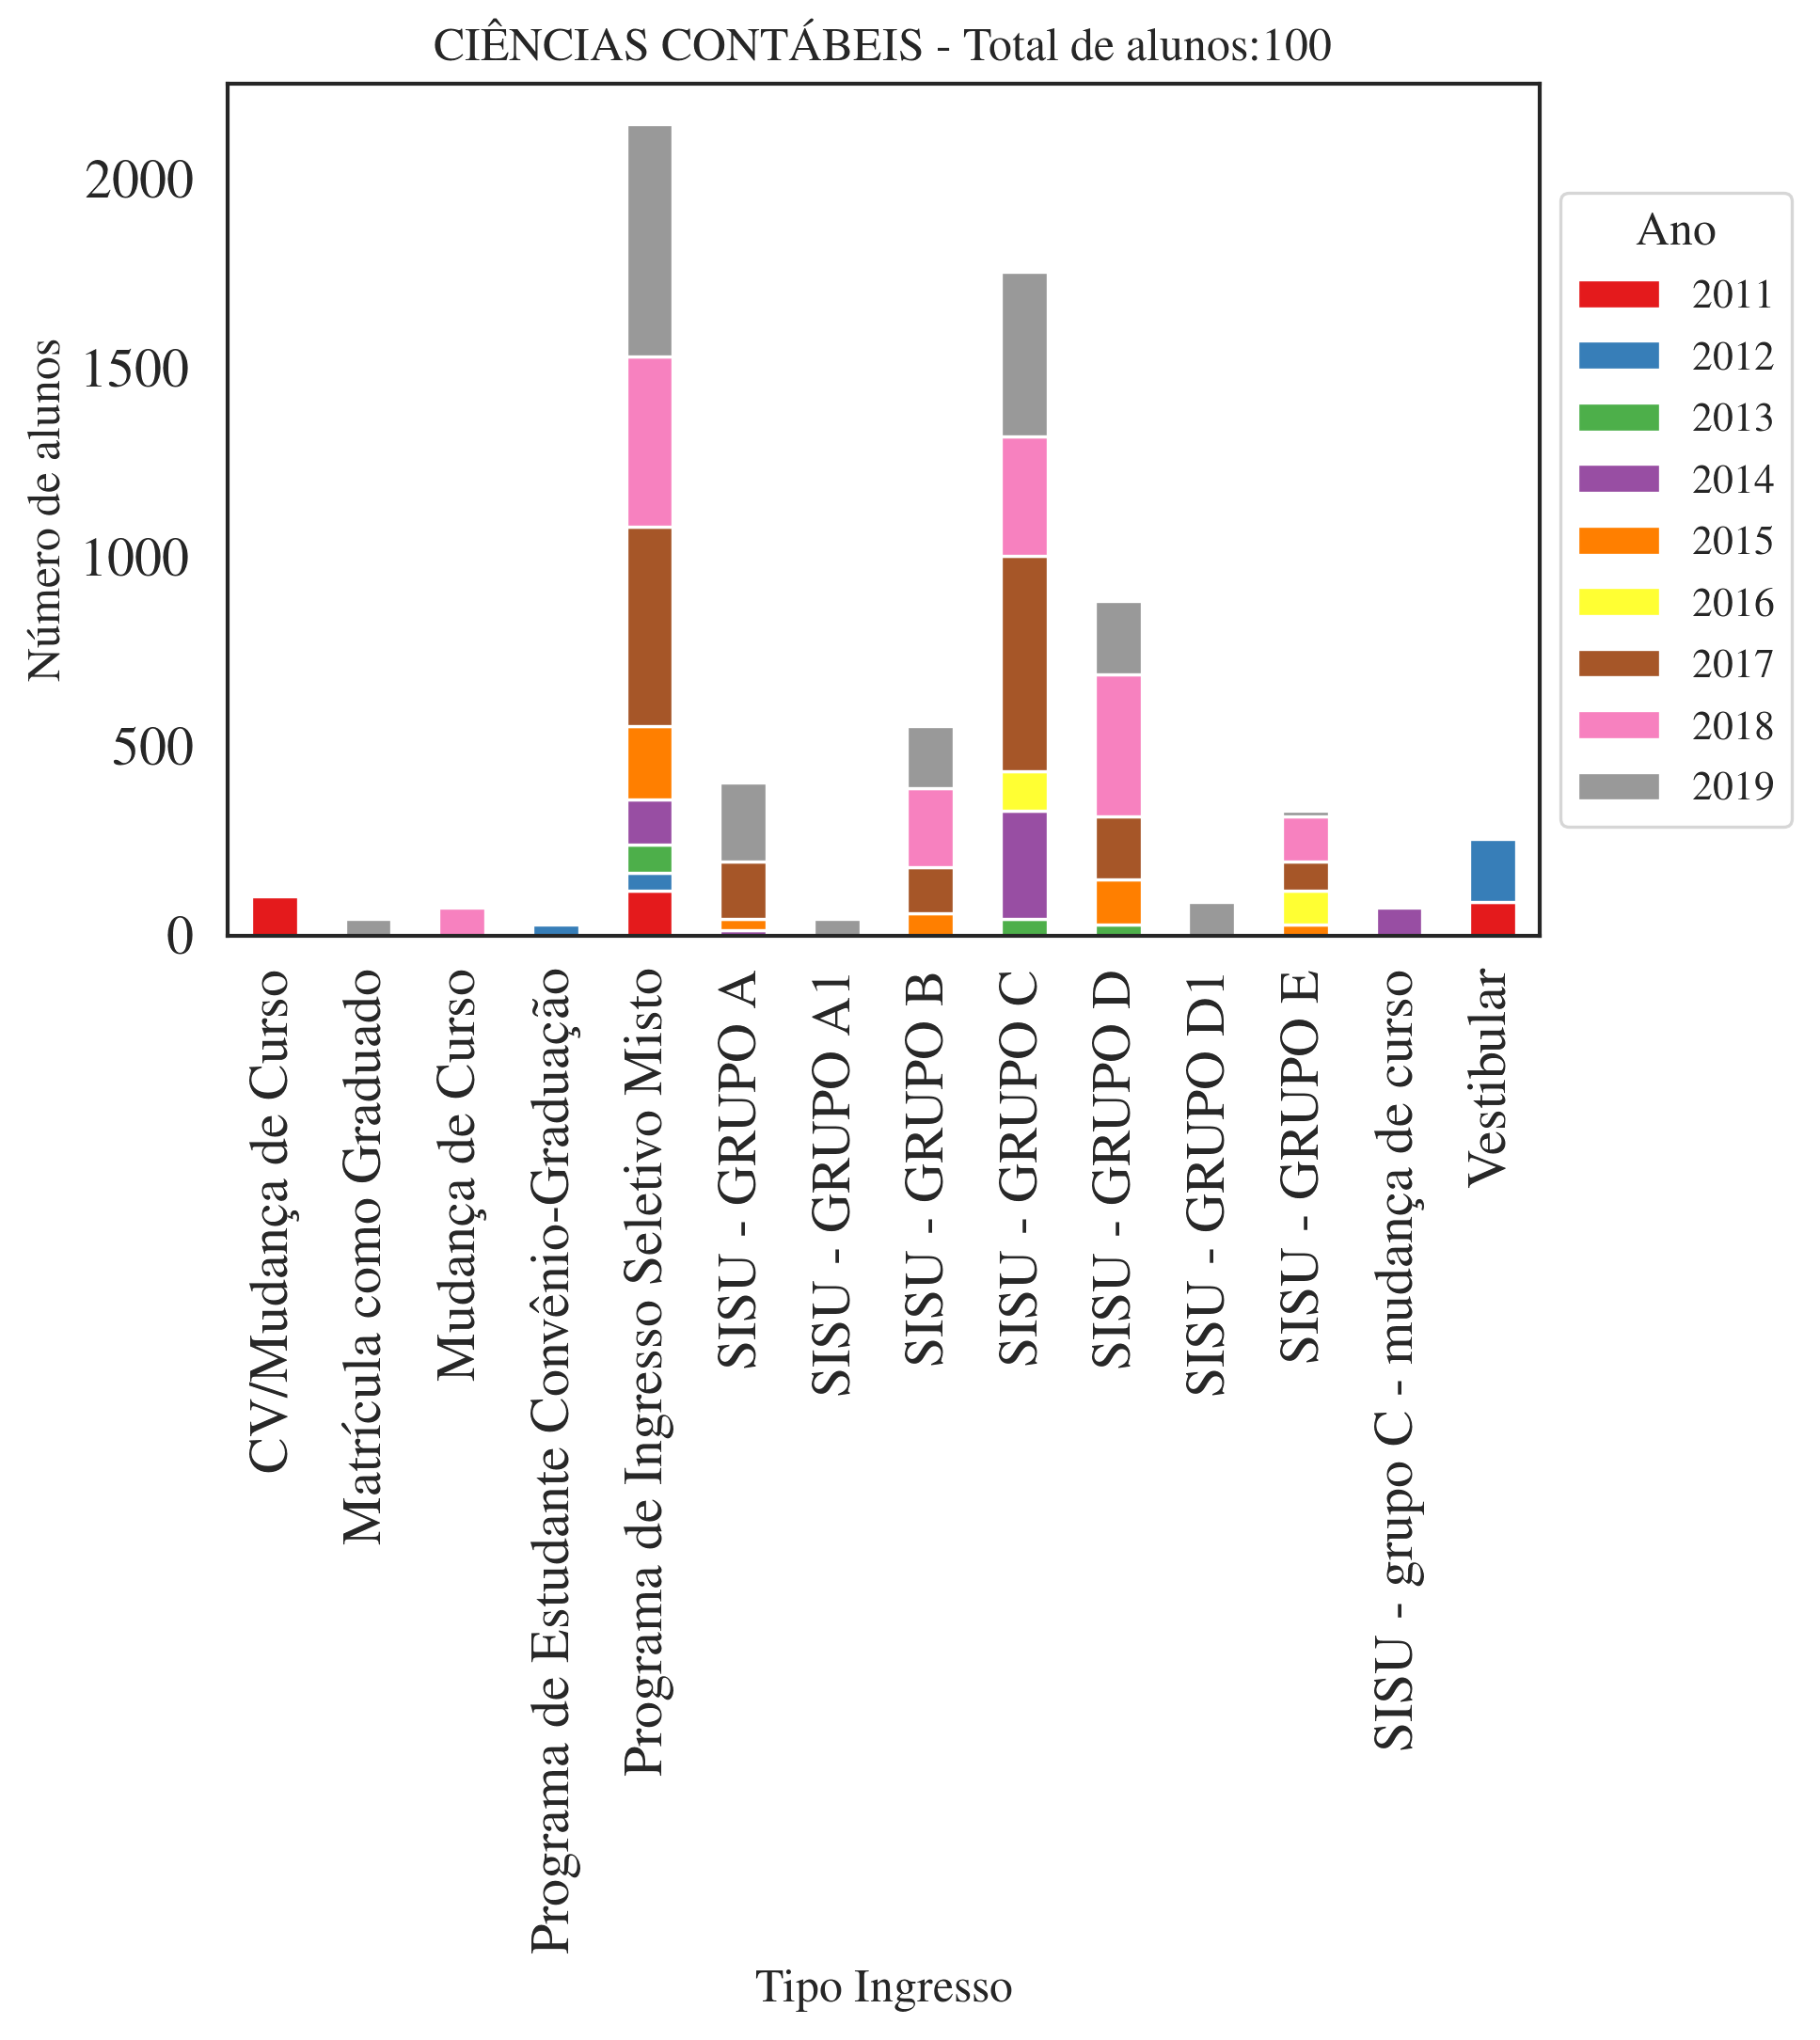 CIÊNCIAS CONTÁBEIS - Total de alunos:100
Número de alunos
2000
1500
1000
500
0
Ano
2011
2012
2013
2014
2015
2016
2017
2018
2019
CV/Mudança de Curso
Matrícula como Graduado
Mudança de Curso
Programa de Estudante Convênio-Graduação
Programa de Ingresso Seletivo Misto
SISU - GRUPO A
SISU - GRUPO A1
SISU - GRUPO B
SISU - GRUPO C
SISU - GRUPO D
SISU - GRUPO D1
SISU - GRUPO E
SISU - grupo C - mudança de curso
Vestibular
Tipo Ingresso